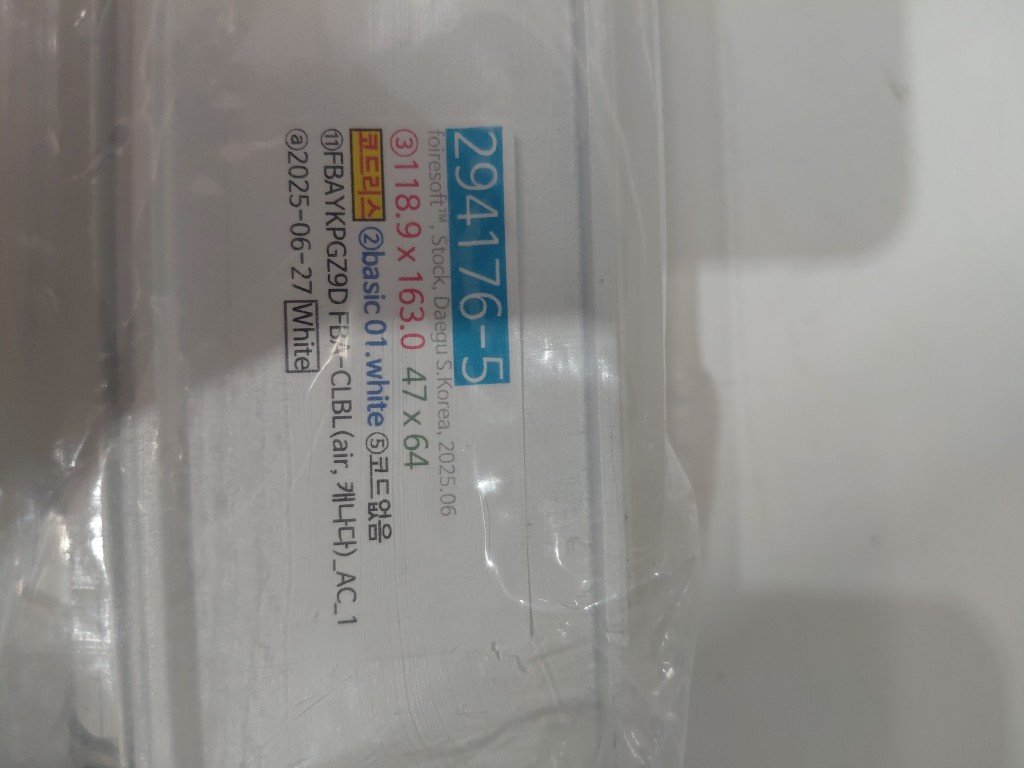 294176-5
foiresoft™, Stock, Daegu S.Korea, 2025.06
③118.9 x 163.0 47 x 64
코드리스 ②basic 01.white ⑤코드없음
⑪FBAYKPGZ9D -CLBL(air, 캐나다)_AC_1
ⓐ2025-06-27 White